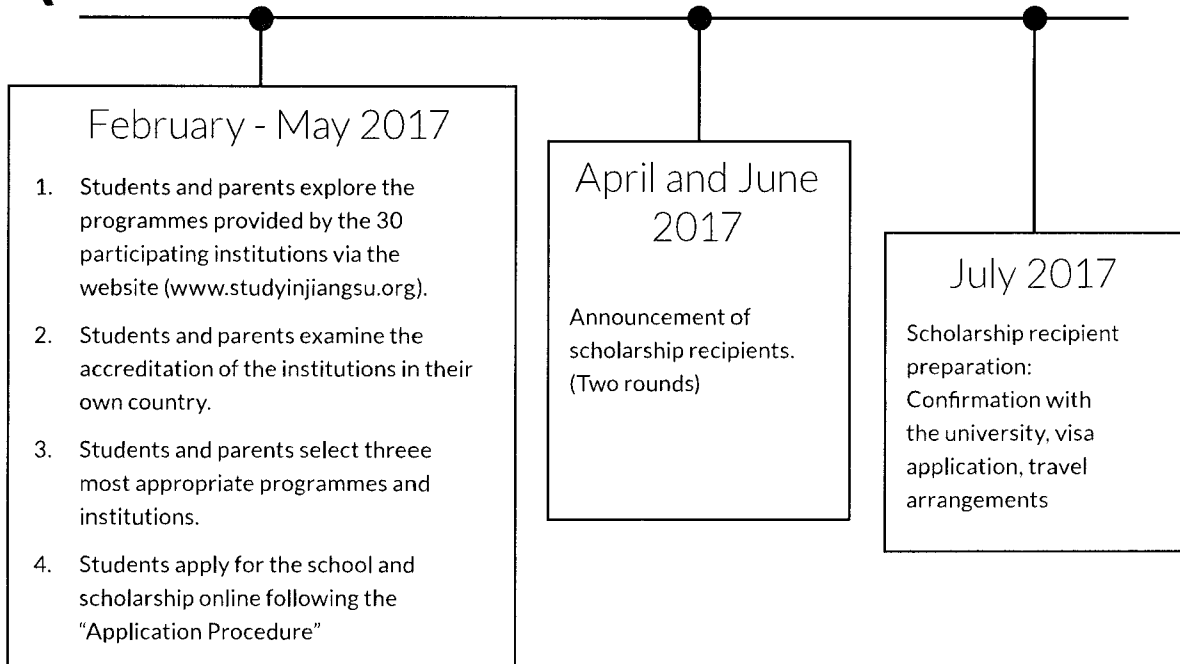 February - May 2017
1. Students and parents explore the
programmes provided by the 30
participating institutions via the
website (www.studyinjiangsu.org).
2. Students and parents examine the
accreditation of the institutions in their
own country.
3. Students and parents select threee
most appropriate programmes and
institutions.
4. Students apply for the school and
scholarship online following the
“Application Procedure”
April and June
2017
Announcement of
scholarship recipients.
(Two rounds)
July 2017
Scholarship recipient
preparation:
Confirmation with
the university, visa
application, travel
arrangements